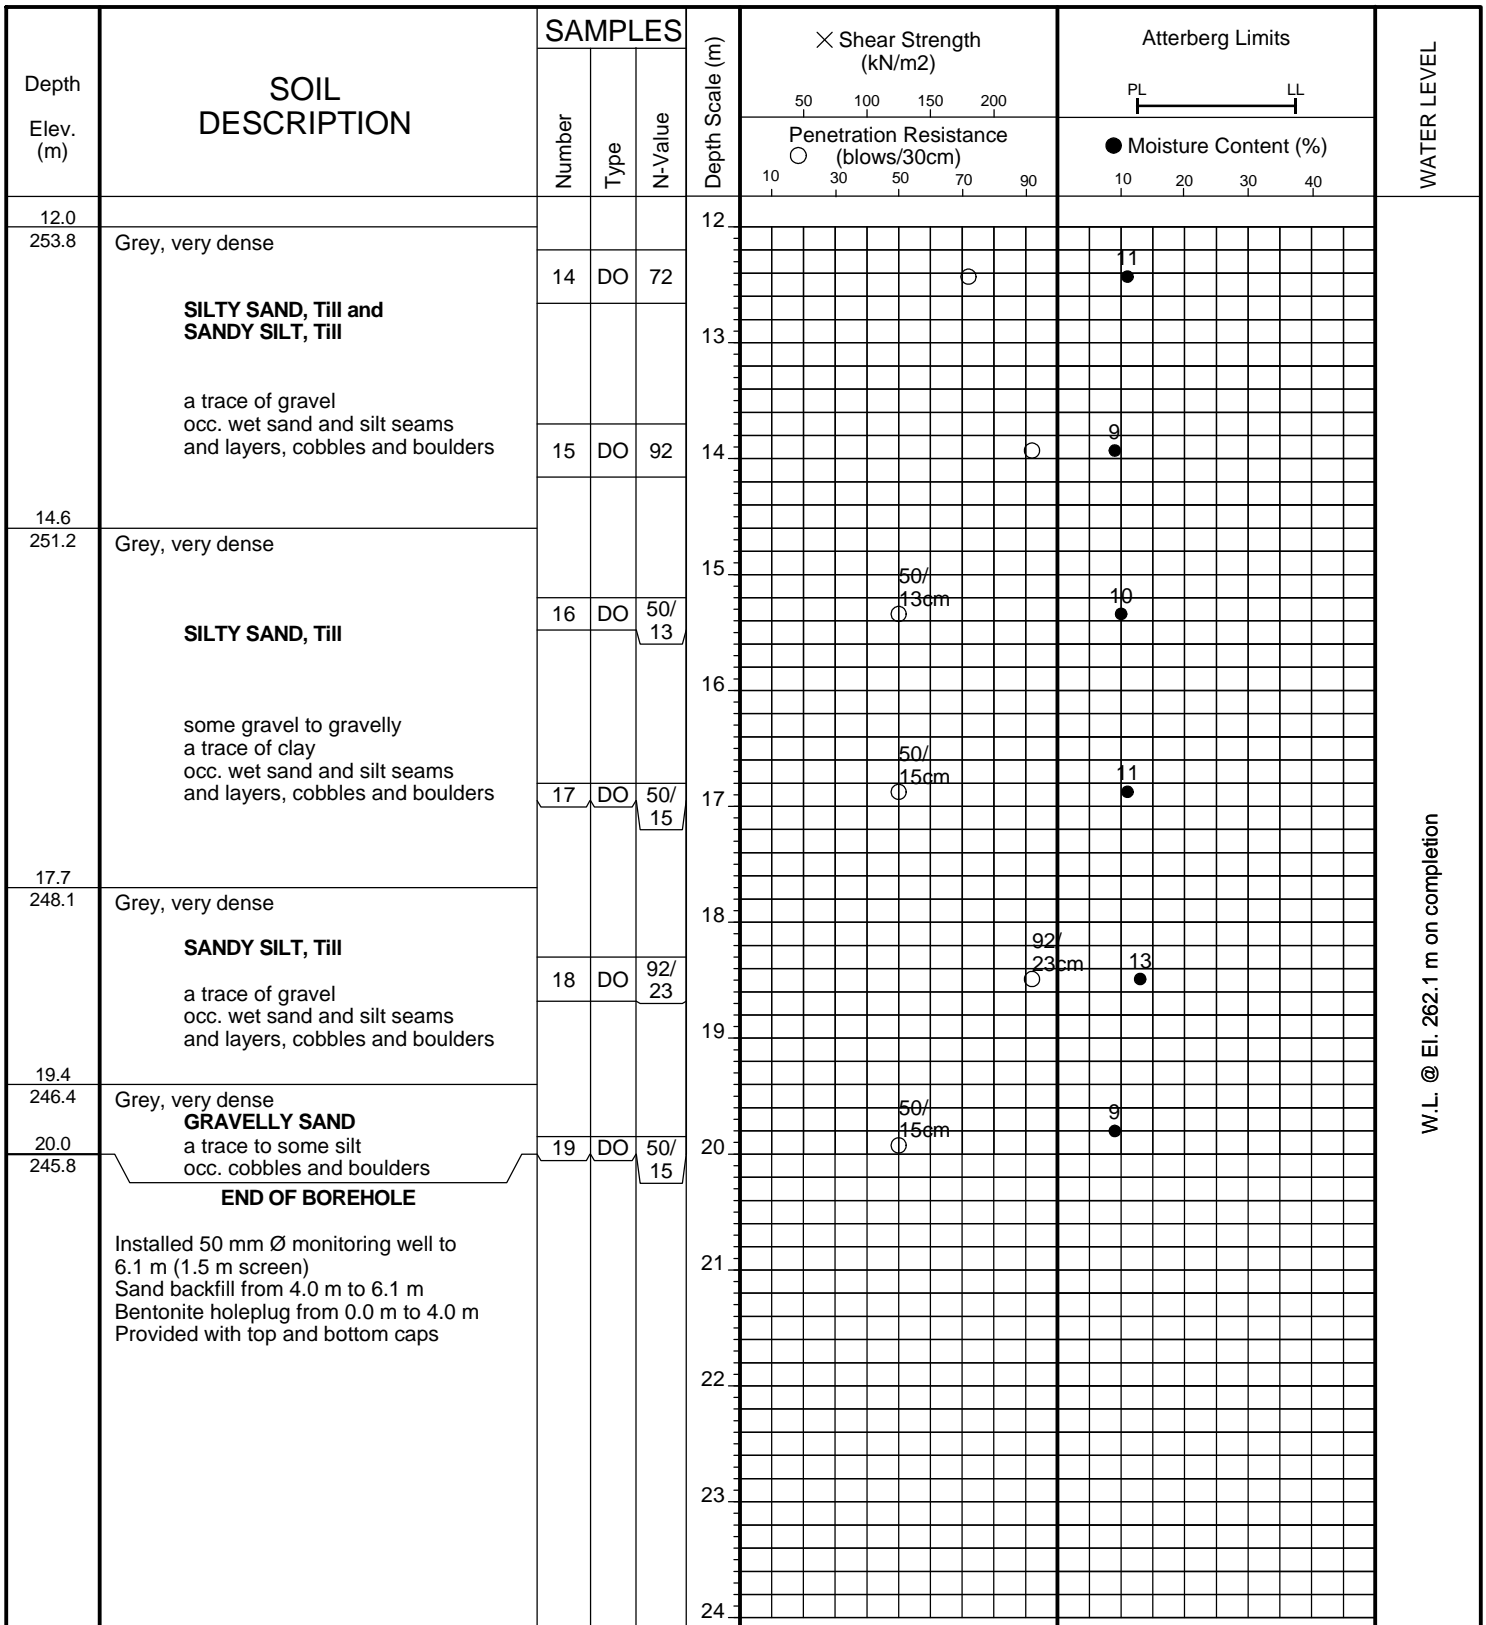 Depth
Elev.
(m)
SOIL
DESCRIPTION
SAMPLES
Number
Type
N-Value
Depth Scale (m)
× Shear Strength
(kN/m2)
50 100 150 200
Penetration Resistance
(blows/30cm)
10 30 50 70 90
Atterberg Limits
PL LL
Moisture Content (%)
10 20 30 40
WATER LEVEL
12.0
253.8
Grey, very dense
SILTY SAND, Till and
SANDY SILT, Till
a trace of gravel
occ. wet sand and silt seams
and layers, cobbles and boulders
14 DO 72
15 DO 92
12
13
14
11
9
14.6
251.2
Grey, very dense
SILTY SAND, Till
some gravel to gravelly
a trace of clay
occ. wet sand and silt seams
and layers, cobbles and boulders
16 DO 50/
13
17 DO 50/
15
15
16
17
50/
13cm
10
50/
15cm
11
17.7
248.1
Grey, very dense
SANDY SILT, Till
a trace of gravel
occ. wet sand and silt seams
and layers, cobbles and boulders
18 DO 92/
23
18
19
92/
23cm
13
19.4
246.4
Grey, very dense
GRAVELLY SAND
a trace to some silt
occ. cobbles and boulders
20.0
245.8
19 DO 50/
15
20
50/
15cm
9
END OF BOREHOLE
Installed 50 mm Ø monitoring well to
6.1 m (1.5 m screen)
Sand backfill from 4.0 m to 6.1 m
Bentonite holeplug from 0.0 m to 4.0 m
Provided with top and bottom caps
21
22
23
24
W.L. @ El. 262.1 m on completion